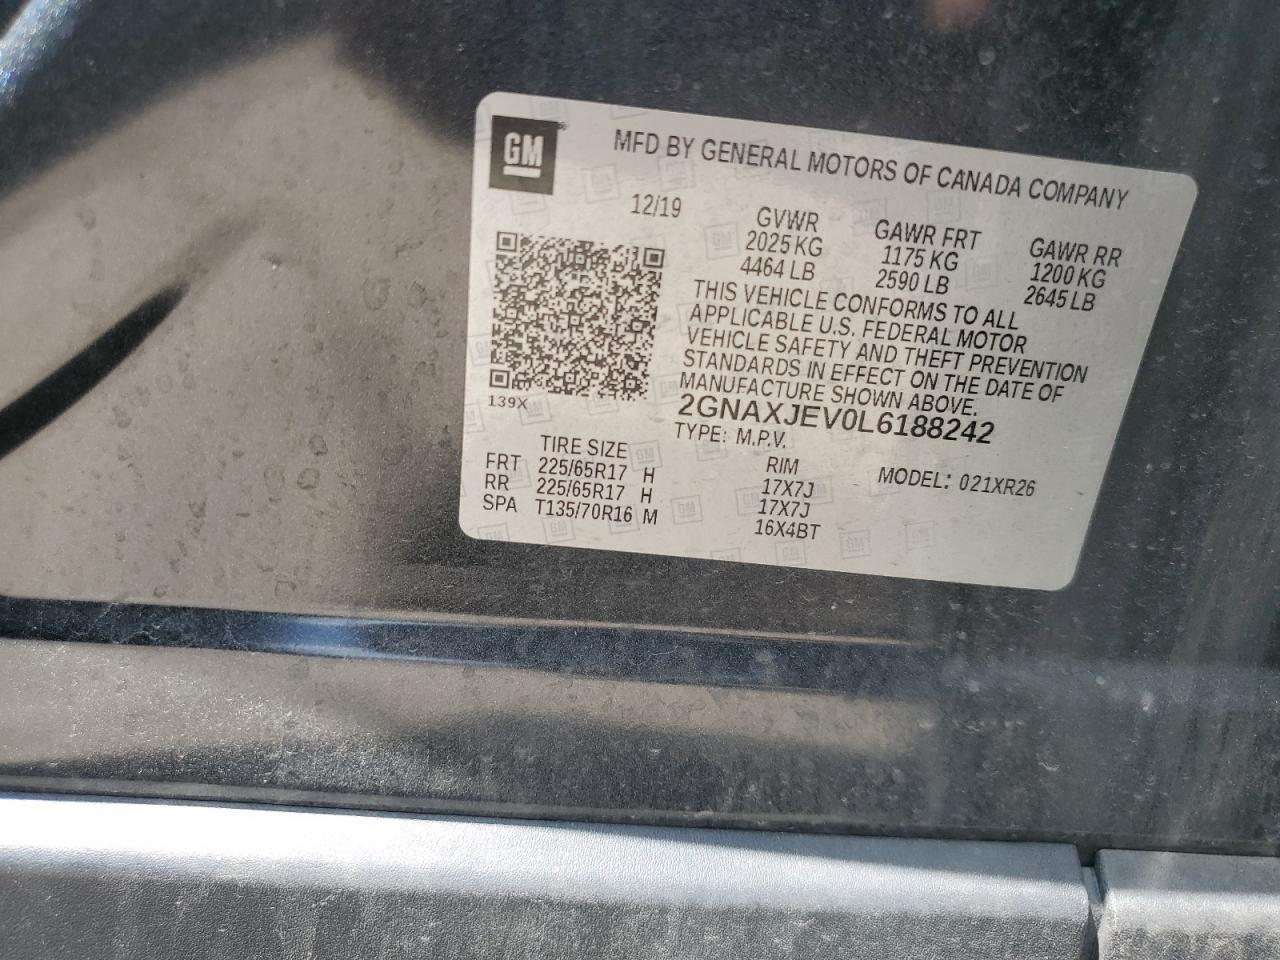 GM
MFD BY GENERAL MOTORS OF CANADA COMPANY
12/19
GVWR GAWR FRT GAWR RR
2025 KG 1175 KG 1200 KG
4464 LB 2590 LB 2645 LB
THIS VEHICLE CONFORMS TO ALL
APPLICABLE U.S. FEDERAL MOTOR
VEHICLE SAFETY AND THEFT PREVENTION
STANDARDS IN EFFECT ON THE DATE OF
MANUFACTURE SHOWN ABOVE.
139X
2GNAXJEV0L6188242
TYPE: M.P.V.
MODEL: 021XR26
TIRE SIZE RIM
FRT 225/65R17 H 17X7J
RR 225/65R17 H 17X7J
SPA T135/70R16 M 16X4BT